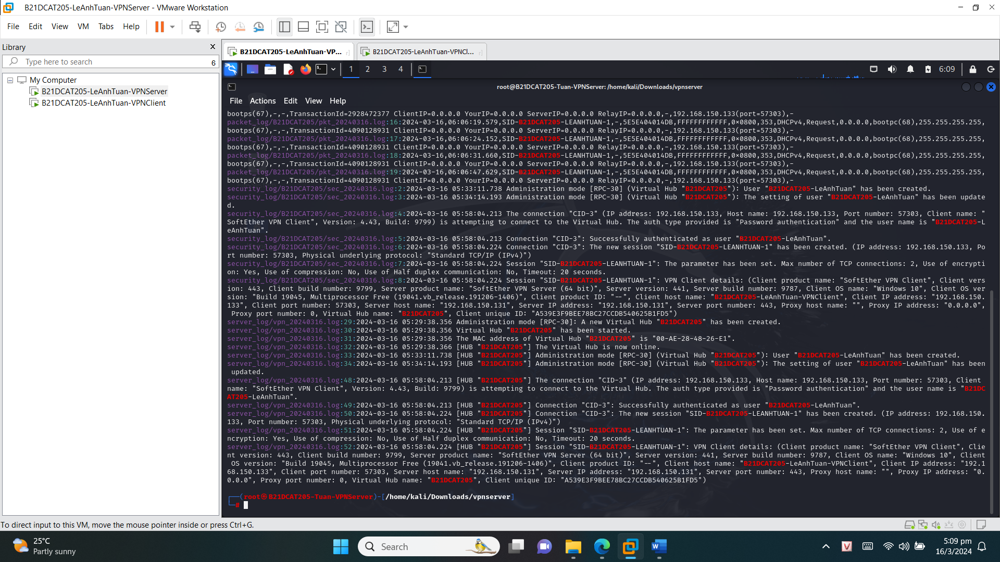 B21DCAT205-LeAnhTuan-VPNServer - VMware Workstation
File Edit View VM Tabs Help
Library
Type here to search 6
My Computer
B21DCAT205-LeAnhTuan-VPNServer
B21DCAT205-LeAnhTuan-VPNClient
B21DCAT205-LeAnhTuan-VP...
B21DCAT205-LeAnhTuan-VPNCl...
1 2 3 4
6:09
root@B21DCAT205-Tuan-VPNServer: /home/kali/Downloads/vpnserver
File Actions Edit View Help
bootps(67),-,-,TransactionId=2928472377 ClientIP=0.0.0.0 YourIP=0.0.0.0 ServerIP=0.0.0.0 RelayIP=0.0.0.0,-,192.168.150.133(port=57303),-
packet_log/B21DCAT205/pkt_20240316.log:16:2024-03-16,06:06:19.579,SID-B21DCAT205-LEANHTUAN-1,-,5E5E404014DB,FFFFFFFFFFFF,0×0800,353,DHCPv4,Request,0.0.0.0,bootpc(68),255.255.255.255,
bootps(67),-,-,TransactionId=4090128931 ClientIP=0.0.0.0 YourIP=0.0.0.0 ServerIP=0.0.0.0 RelayIP=0.0.0.0,-,192.168.150.133(port=57303),-
packet_log/B21DCAT205/pkt_20240316.log:17:2024-03-16,06:06:24.152,SID-B21DCAT205-LEANHTUAN-1,-,5E5E404014DB,FFFFFFFFFFFF,0×0800,353,DHCPv4,Request,0.0.0.0,bootpc(68),255.255.255.255,
bootps(67),-,-,TransactionId=4090128931 ClientIP=0.0.0.0 YourIP=0.0.0.0 ServerIP=0.0.0.0 RelayIP=0.0.0.0,-,192.168.150.133(port=57303),-
packet_log/B21DCAT205/pkt_20240316.log:18:2024-03-16,06:06:31.660,SID-B21DCAT205-LEANHTUAN-1,-,5E5E404014DB,FFFFFFFFFFFF,0×0800,353,DHCPv4,Request,0.0.0.0,bootpc(68),255.255.255.255,
bootps(67),-,-,TransactionId=4090128931 ClientIP=0.0.0.0 YourIP=0.0.0.0 ServerIP=0.0.0.0 RelayIP=0.0.0.0,-,192.168.150.133(port=57303),-
packet_log/B21DCAT205/pkt_20240316.log:19:2024-03-16,06:06:47.629,SID-B21DCAT205-LEANHTUAN-1,-,5E5E404014DB,FFFFFFFFFFFF,0×0800,353,DHCPv4,Request,0.0.0.0,bootpc(68),255.255.255.255,
bootps(67),-,-,TransactionId=4090128931 ClientIP=0.0.0.0 YourIP=0.0.0.0 ServerIP=0.0.0.0 RelayIP=0.0.0.0,-,192.168.150.133(port=57303),-
security_log/B21DCAT205/sec_20240316.log:2:2024-03-16 05:33:11.738 Administration mode [RPC-30] (Virtual Hub "B21DCAT205"): User "B21DCAT205-LeAnhTuan" has been created.
security_log/B21DCAT205/sec_20240316.log:3:2024-03-16 05:34:14.193 Administration mode [RPC-30] (Virtual Hub "B21DCAT205"): The setting of user "B21DCAT205-LeAnhTuan" has been update
d.
security_log/B21DCAT205/sec_20240316.log:4:2024-03-16 05:58:04.213 The connection "CID-3" (IP address: 192.168.150.133, Host name: 192.168.150.133, Port number: 57303, Client name: "
SoftEther VPN Client", Version: 4.43, Build: 9799) is attempting to connect to the Virtual Hub. The auth type provided is "Password authentication" and the user name is "B21DCAT205-L
eAnhTuan".
security_log/B21DCAT205/sec_20240316.log:5:2024-03-16 05:58:04.213 Connection "CID-3": Successfully authenticated as user "B21DCAT205-LeAnhTuan".
security_log/B21DCAT205/sec_20240316.log:6:2024-03-16 05:58:04.224 Connection "CID-3": The new session "SID-B21DCAT205-LEANHTUAN-1" has been created. (IP address: 192.168.150.133, Po
rt number: 57303, Physical underlying protocol: "Standard TCP/IP (IPv4)")
security_log/B21DCAT205/sec_20240316.log:7:2024-03-16 05:58:04.224 Session "SID-B21DCAT205-LEANHTUAN-1": The parameter has been set. Max number of TCP connections: 2, Use of encrypti
on: Yes, Use of compression: No, Use of Half duplex communication: No, Timeout: 20 seconds.
security_log/B21DCAT205/sec_20240316.log:8:2024-03-16 05:58:04.224 Session "SID-B21DCAT205-LEANHTUAN-1": VPN Client details: (Client product name: "SoftEther VPN Client", Client vers
ion: 443, Client build number: 9799, Server product name: "SoftEther VPN Server (64 bit)", Server version: 441, Server build number: 9787, Client OS name: "Windows 10", Client OS ver
sion: "Build 19045, Multiprocessor Free (19041.vb_release.191206-1406)", Client product ID: "--", Client host name: "B21DCAT205-LeAnhTuan-VPNClient", Client IP address: "192.168.150.
133", Client port number: 57303, Server host name: "192.168.150.131", Server IP address: "192.168.150.131", Server port number: 443, Proxy host name: "", Proxy IP address: "0.0.0.0",
Proxy port number: 0, Virtual Hub name: "B21DCAT205", Client unique ID: "A539E3F9BEE78BC27CCDB540625B1FD5")
server_log/vpn_20240316.log:29:2024-03-16 05:29:38.356 Administration mode [RPC-30]: A new Virtual Hub "B21DCAT205" has been created.
server_log/vpn_20240316.log:30:2024-03-16 05:29:38.356 Virtual Hub "B21DCAT205" has been started.
server_log/vpn_20240316.log:31:2024-03-16 05:29:38.356 The MAC address of Virtual Hub "B21DCAT205" is "00-AE-28-48-26-E1".
server_log/vpn_20240316.log:32:2024-03-16 05:29:38.366 [HUB "B21DCAT205"] The Virtual Hub is now online.
server_log/vpn_20240316.log:33:2024-03-16 05:33:11.738 [HUB "B21DCAT205"] Administration mode [RPC-30] (Virtual Hub "B21DCAT205"): User "B21DCAT205-LeAnhTuan" has been created.
server_log/vpn_20240316.log:34:2024-03-16 05:34:14.193 [HUB "B21DCAT205"] Administration mode [RPC-30] (Virtual Hub "B21DCAT205"): The setting of user "B21DCAT205-LeAnhTuan" has been
updated.
server_log/vpn_20240316.log:48:2024-03-16 05:58:04.213 [HUB "B21DCAT205"] The connection "CID-3" (IP address: 192.168.150.133, Host name: 192.168.150.133, Port number: 57303, Client
name: "SoftEther VPN Client", Version: 4.43, Build: 9799) is attempting to connect to the Virtual Hub. The auth type provided is "Password authentication" and the user name is "B21DC
AT205-LeAnhTuan".
server_log/vpn_20240316.log:49:2024-03-16 05:58:04.213 [HUB "B21DCAT205"] Connection "CID-3": Successfully authenticated as user "B21DCAT205-LeAnhTuan".
server_log/vpn_20240316.log:50:2024-03-16 05:58:04.224 [HUB "B21DCAT205"] Connection "CID-3": The new session "SID-B21DCAT205-LEANHTUAN-1" has been created. (IP address: 192.168.150.
133, Port number: 57303, Physical underlying protocol: "Standard TCP/IP (IPv4)")
server_log/vpn_20240316.log:51:2024-03-16 05:58:04.224 [HUB "B21DCAT205"] Session "SID-B21DCAT205-LEANHTUAN-1": The parameter has been set. Max number of TCP connections: 2, Use of e
ncryption: Yes, Use of compression: No, Use of Half duplex communication: No, Timeout: 20 seconds.
server_log/vpn_20240316.log:52:2024-03-16 05:58:04.224 [HUB "B21DCAT205"] Session "SID-B21DCAT205-LEANHTUAN-1": VPN Client details: (Client product name: "SoftEther VPN Client", Clie
nt version: 443, Client build number: 9799, Server product name: "SoftEther VPN Server (64 bit)", Server version: 441, Server build number: 9787, Client OS name: "Windows 10", Client
OS version: "Build 19045, Multiprocessor Free (19041.vb_release.191206-1406)", Client product ID: "--", Client host name: "B21DCAT205-LeAnhTuan-VPNClient", Client IP address: "192.1
68.150.133", Client port number: 57303, Server host name: "192.168.150.131", Server IP address: "192.168.150.131", Server port number: 443, Proxy host name: "", Proxy IP address: "0.
0.0.0", Proxy port number: 0, Virtual Hub name: "B21DCAT205", Client unique ID: "A539E3F9BEE78BC27CCDB540625B1FD5")
(root㉿B21DCAT205-Tuan-VPNServer)-[/home/kali/Downloads/vpnserver]
#
To direct input to this VM, move the mouse pointer inside or press Ctrl+G.
25°C
Partly sunny
Search
5:09 pm
16/3/2024